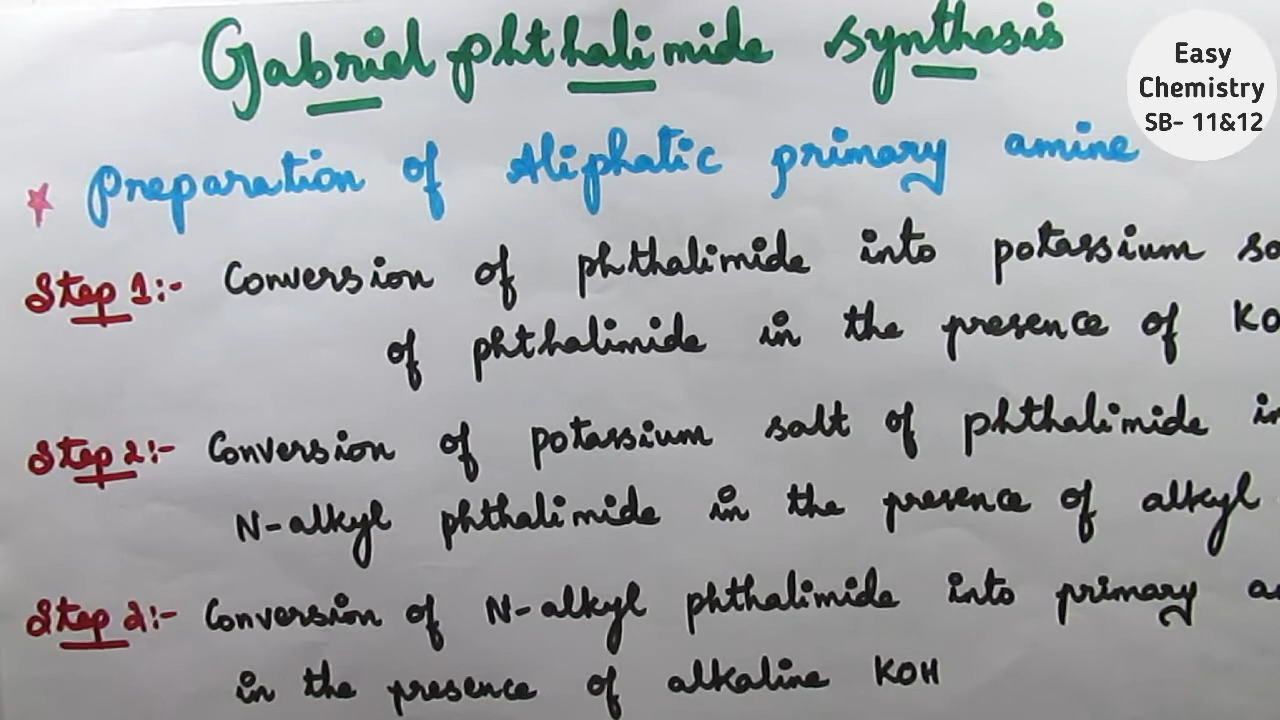 Gabriel phthalimide synthesis
Easy
Chemistry
SB- 11&12
Preparation of Aliphatic primary amine
Step 1:- Conversion of phthalimide into potassium
of phthalimide in the presence of
Step 2:- Conversion of potassium salt of phthalimide
N-alkyl phthalimide in the presence of alkyl
Step 2:- Conversion of N-alkyl phthalimide into primary
in the presence of alkaline KOH